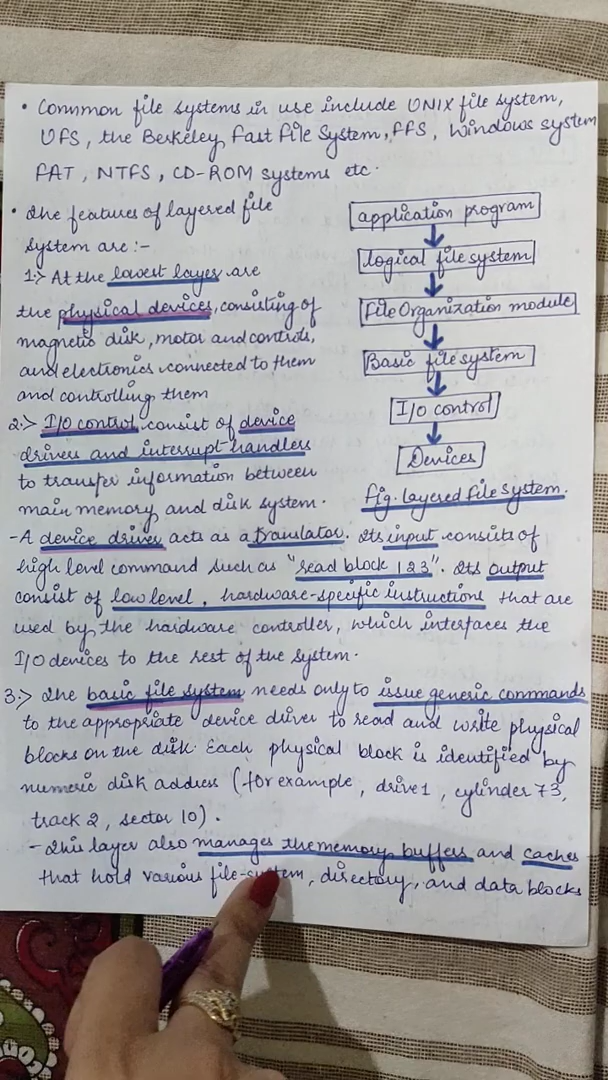 • Common file systems in use include UNIX file system,
UFS, the Berkeley Fast File System, FFS, Windows system
FAT, NTFS, CD-ROM systems etc.
• The features of layered file
system are :-
1:> At the lowest layer are
the physical devices, consisting of
magnetic disk, motor and controls,
and electronics connected to them
and controlling them
application program
logical file system
File Organization module
Basic file system
I/O control
Devices
Fig. layered file system.
2:> I/O control consist of device
drivers and interrupt handlers
to transfer information between
main memory and disk system.
- A device driver acts as a translator. Its input consists of
high level command such as "read block 123". Its output
consist of low level, hardware-specific instructions that are
used by the hardware controller, which interfaces the
I/O devices to the rest of the system.
3:> The basic file system needs only to issue generic commands
to the appropriate device driver to read and write physical
blocks on the disk. Each physical block is identified by
numeric disk address (for example, drive1, cylinder 73,
track 2, sector 10).
- This layer also manages the memory buffers and caches
that hold various file-system, directory, and data blocks